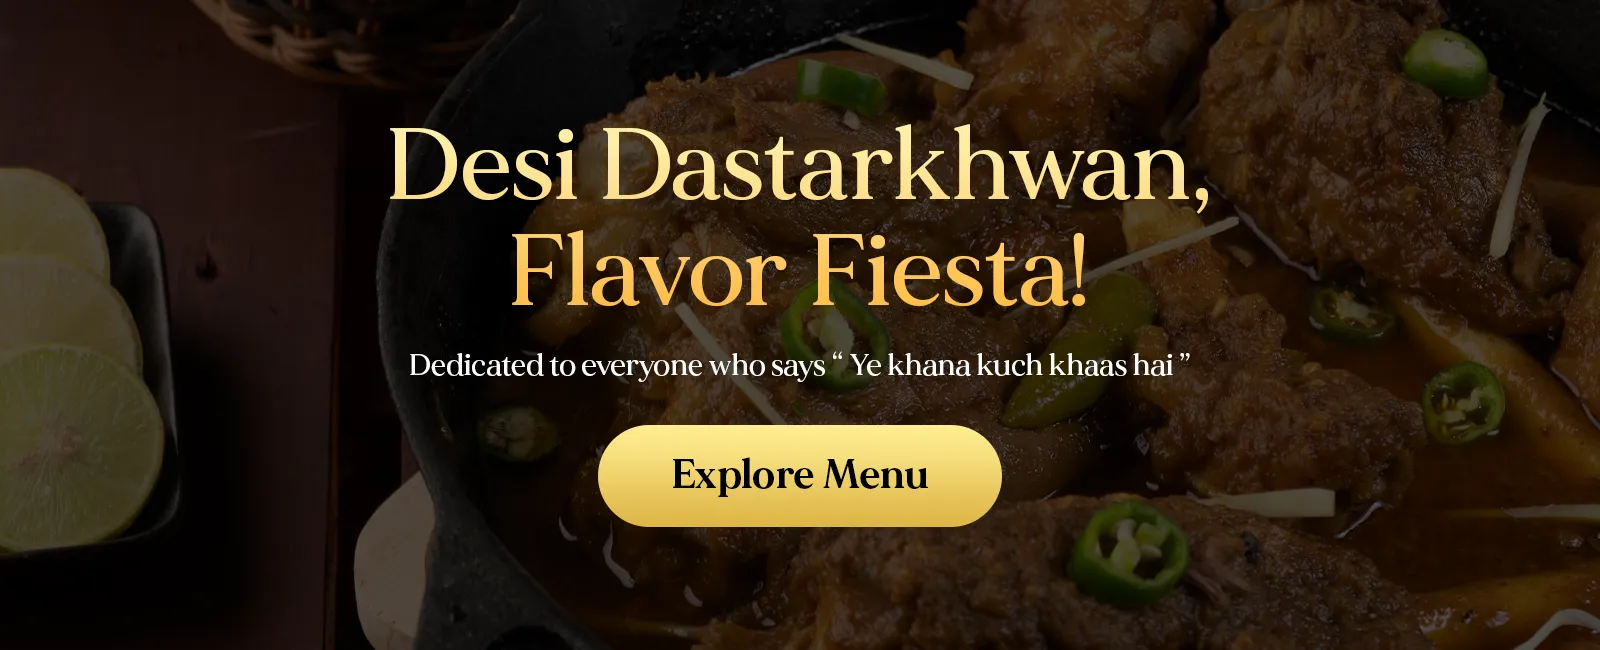 Desi Dastarkhwan,
Flavor Fiesta!
Dedicated to everyone who says “ Ye khana kuch khaas hai ”
Explore Menu